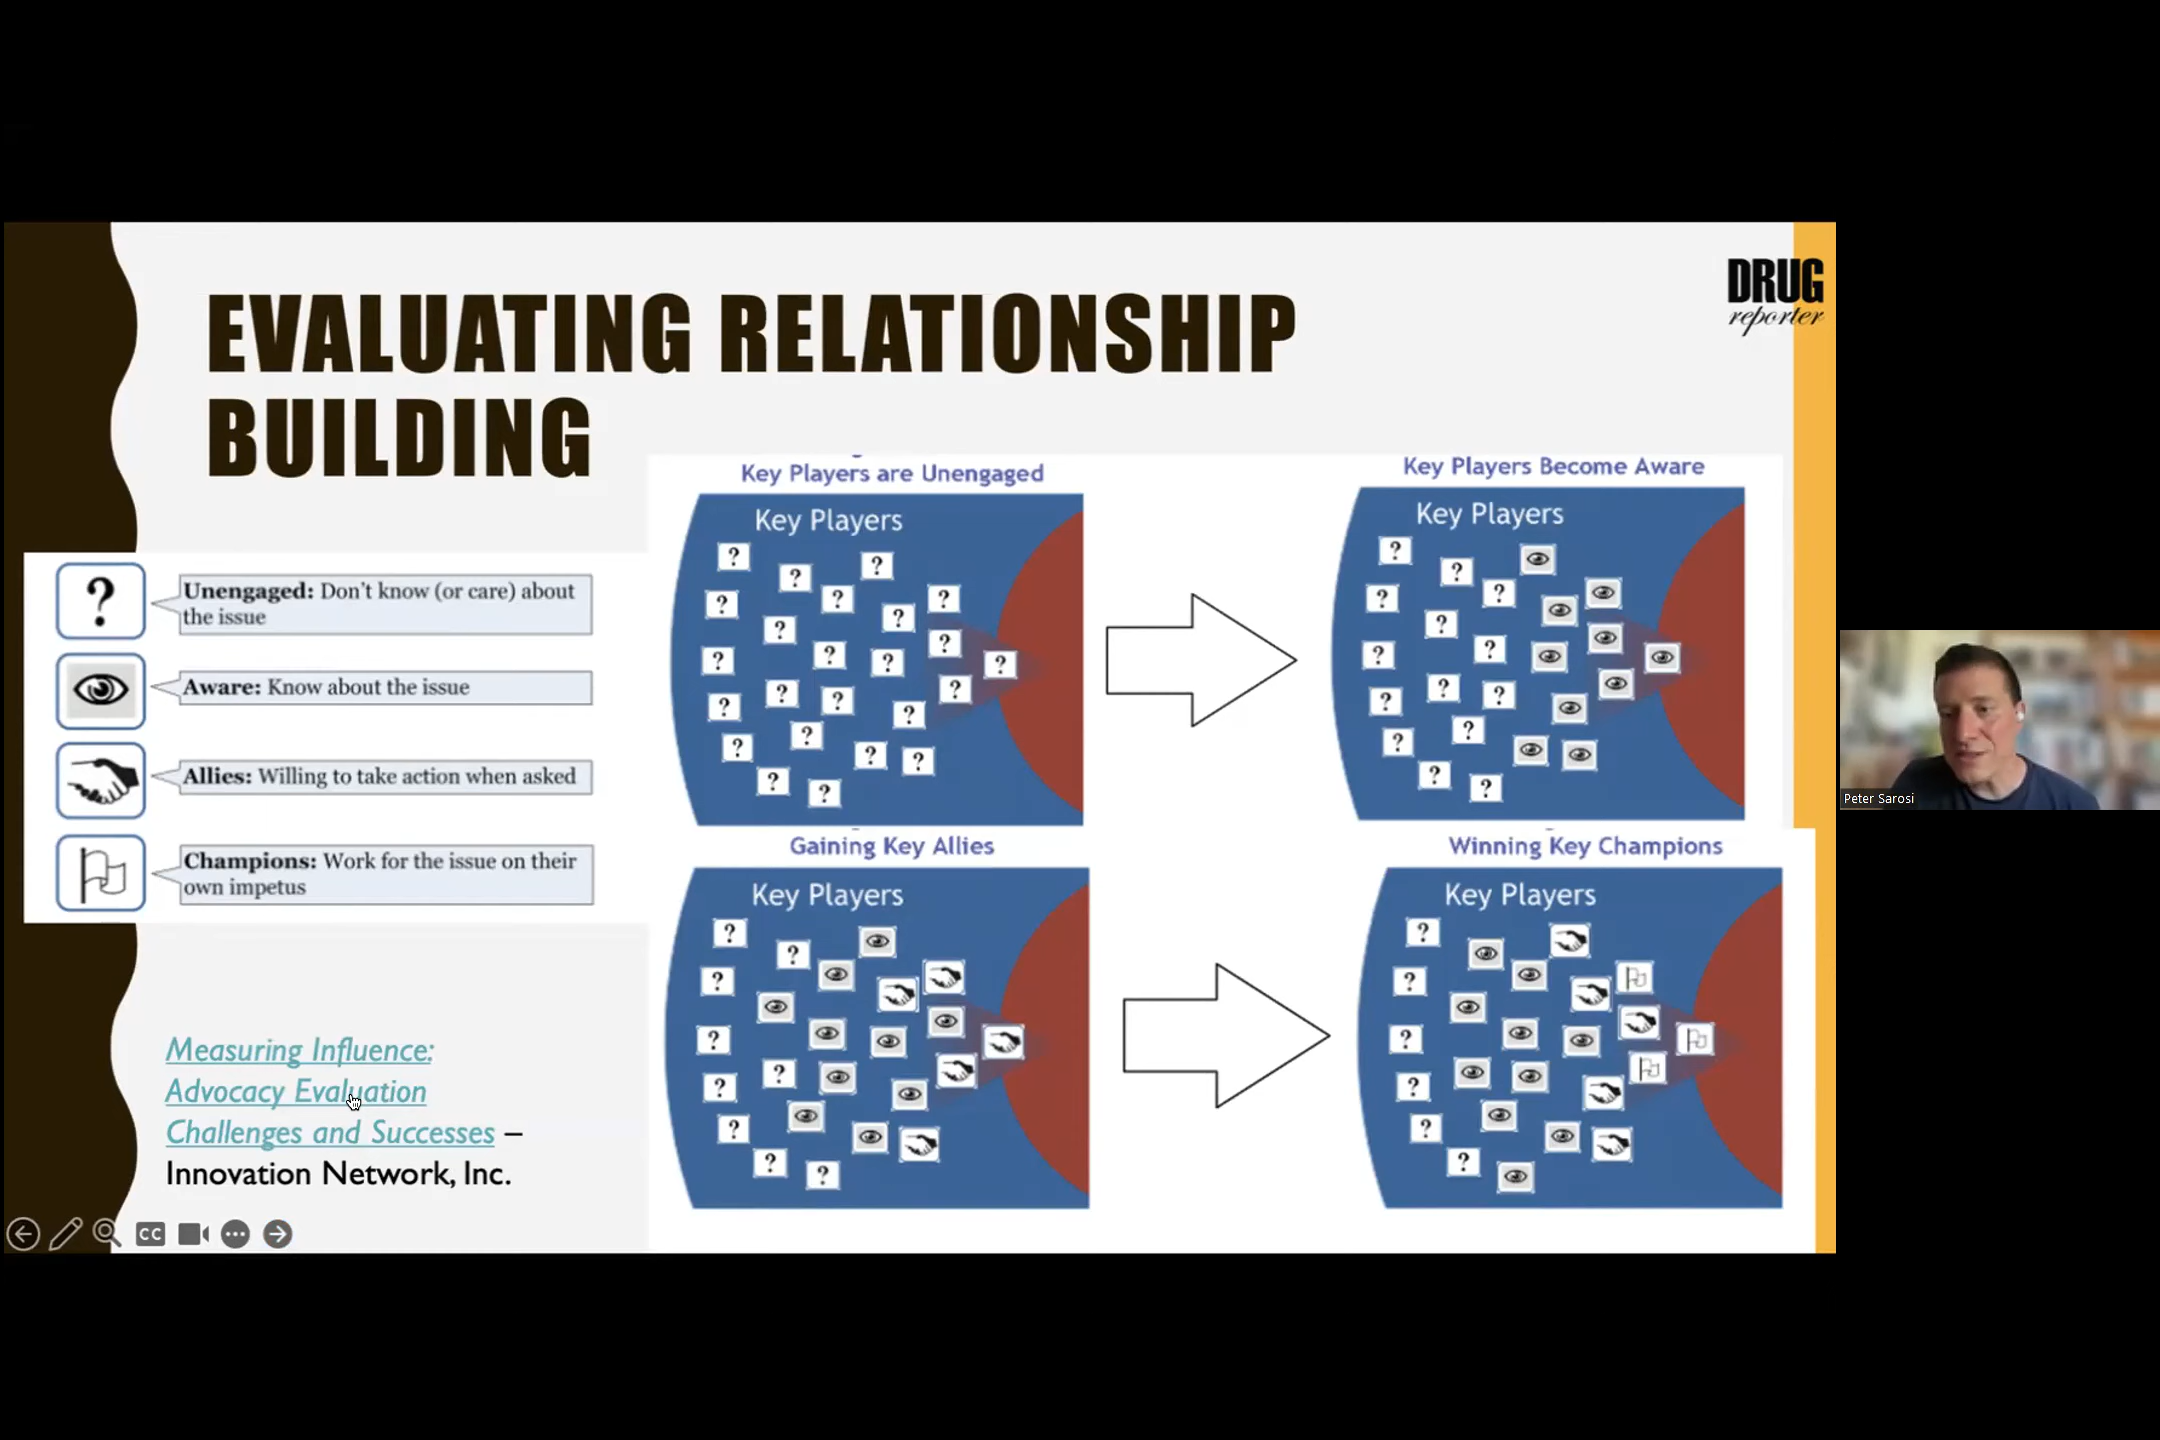 EVALUATING RELATIONSHIP
BUILDING
DRUG
reporter
? Unengaged: Don't know (or care) about
the issue
Aware: Know about the issue
Allies: Willing to take action when asked
Champions: Work for the issue on their
own impetus
Measuring Influence:
Advocacy Evaluation
Challenges and Successes –
Innovation Network, Inc.
Key Players are Unengaged
Key Players
? ? ? ? ? ? ? ? ? ? ? ? ? ? ? ? ? ? ? ? ? ? ? ? ?
Key Players Become Aware
Key Players
? ? ? ? ? ? ? ? ? ? ? ? ? ?
Gaining Key Allies
Key Players
? ? ? ? ? ? ? ? ?
Winning Key Champions
Key Players
? ? ? ? ? ?
CC
Peter Sarosi